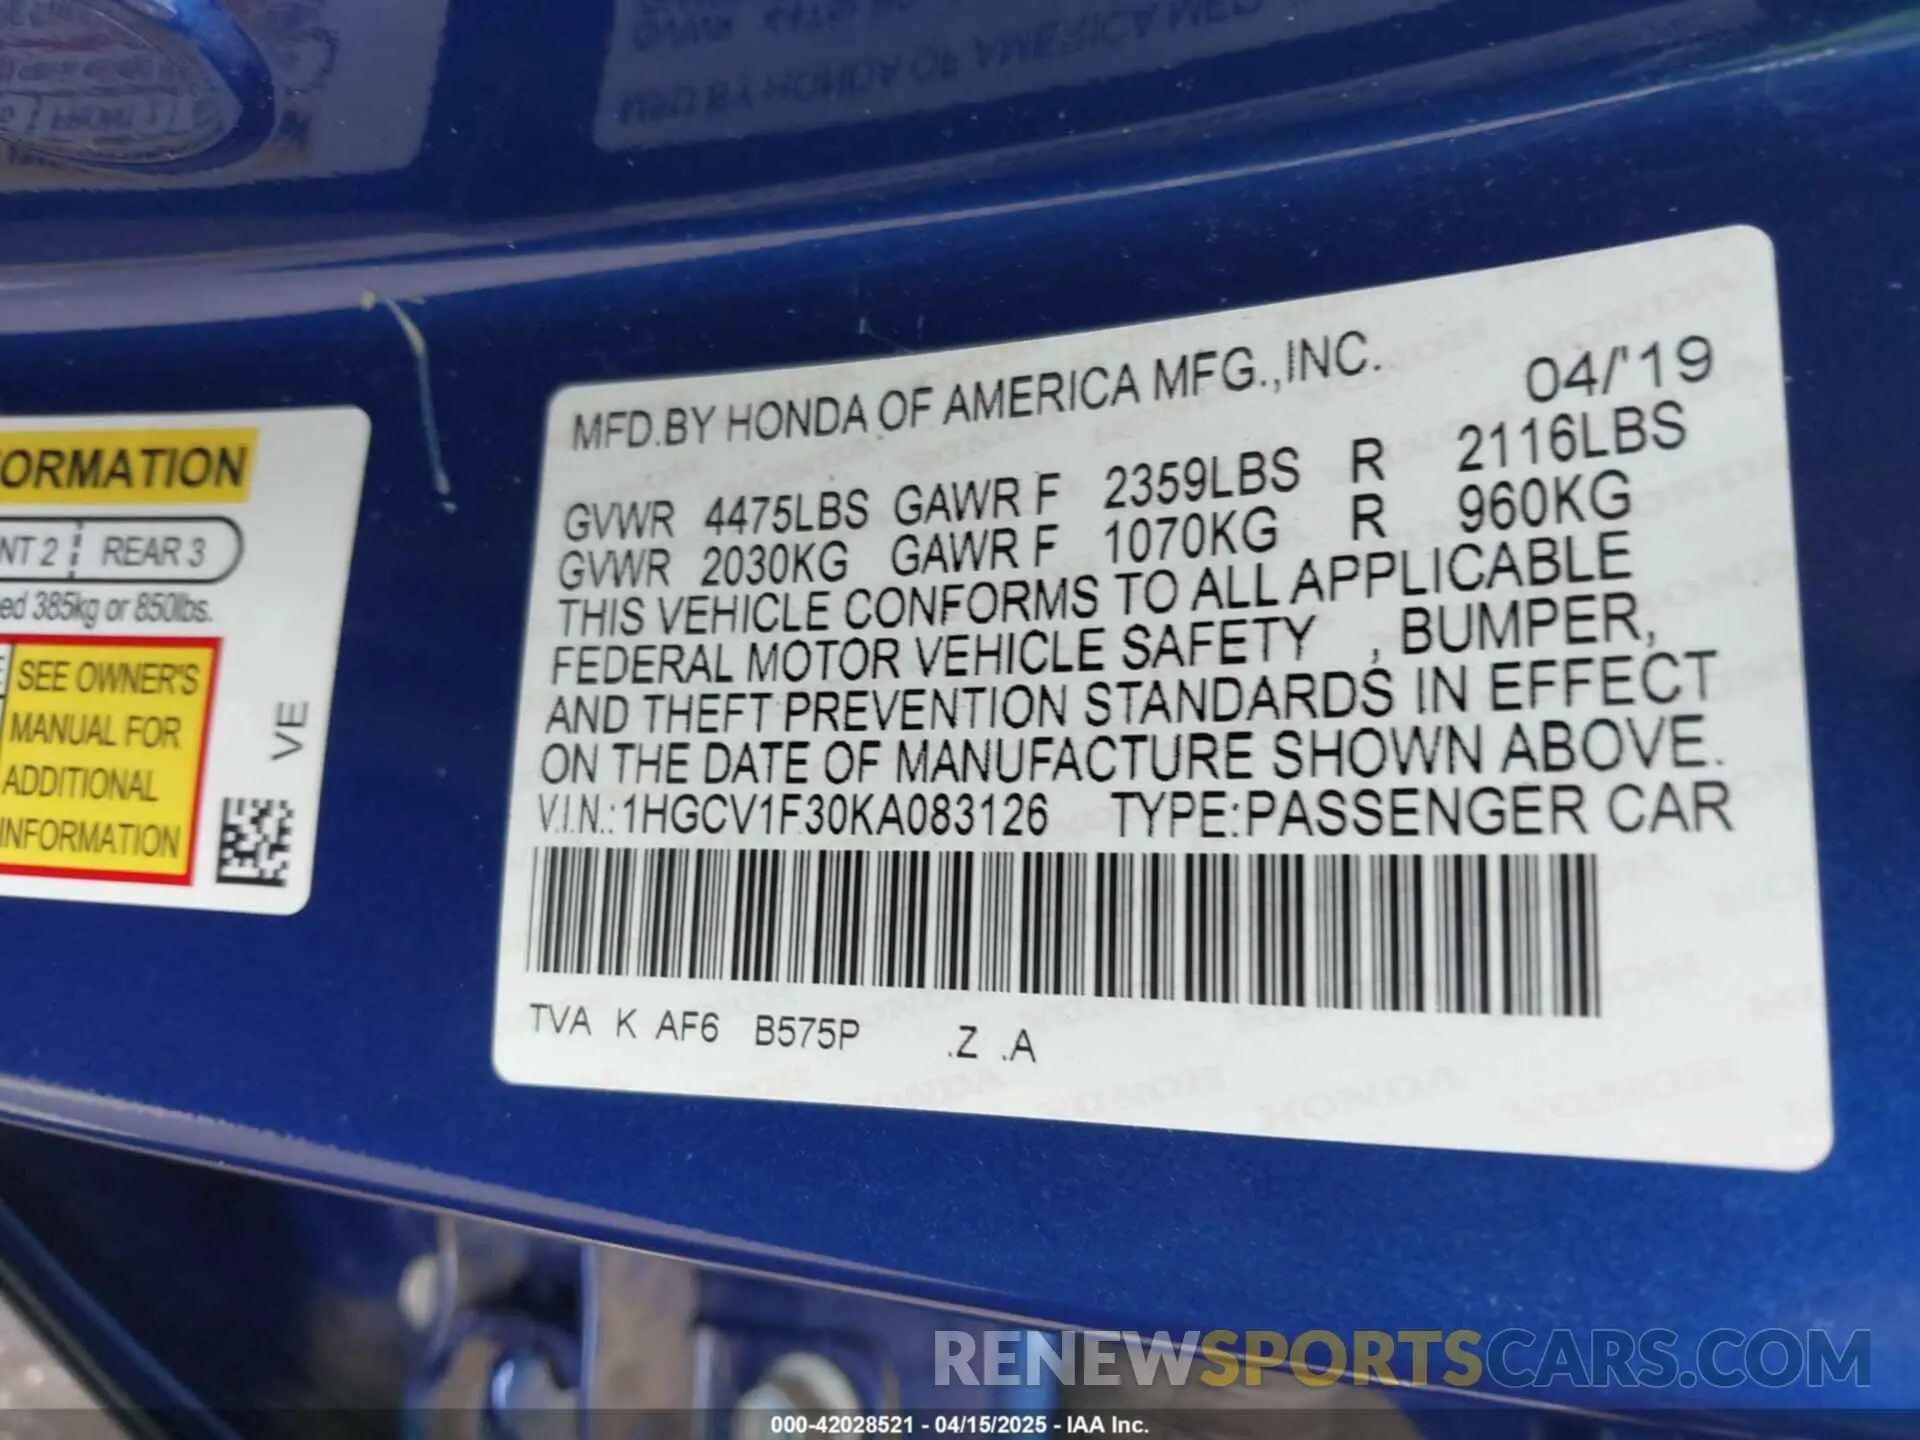 ORMATION
NT 2 REAR 3
ed 385kg or 850lbs.
SEE OWNER'S
MANUAL FOR
ADDITIONAL
INFORMATION
VE
MFD.BY HONDA OF AMERICA MFG.,INC. 04/'19
GVWR 4475LBS GAWR F 2359LBS R 2116LBS
GVWR 2030KG GAWR F 1070KG R 960KG
THIS VEHICLE CONFORMS TO ALL APPLICABLE
FEDERAL MOTOR VEHICLE SAFETY , BUMPER,
AND THEFT PREVENTION STANDARDS IN EFFECT
ON THE DATE OF MANUFACTURE SHOWN ABOVE.
V.I.N.: 1HGCV1F30KA083126 TYPE:PASSENGER CAR
TVA K AF6 B575P .Z .A
RENEWSPORTSCARS.COM
000-42028521 - 04/15/2025 - IAA Inc.